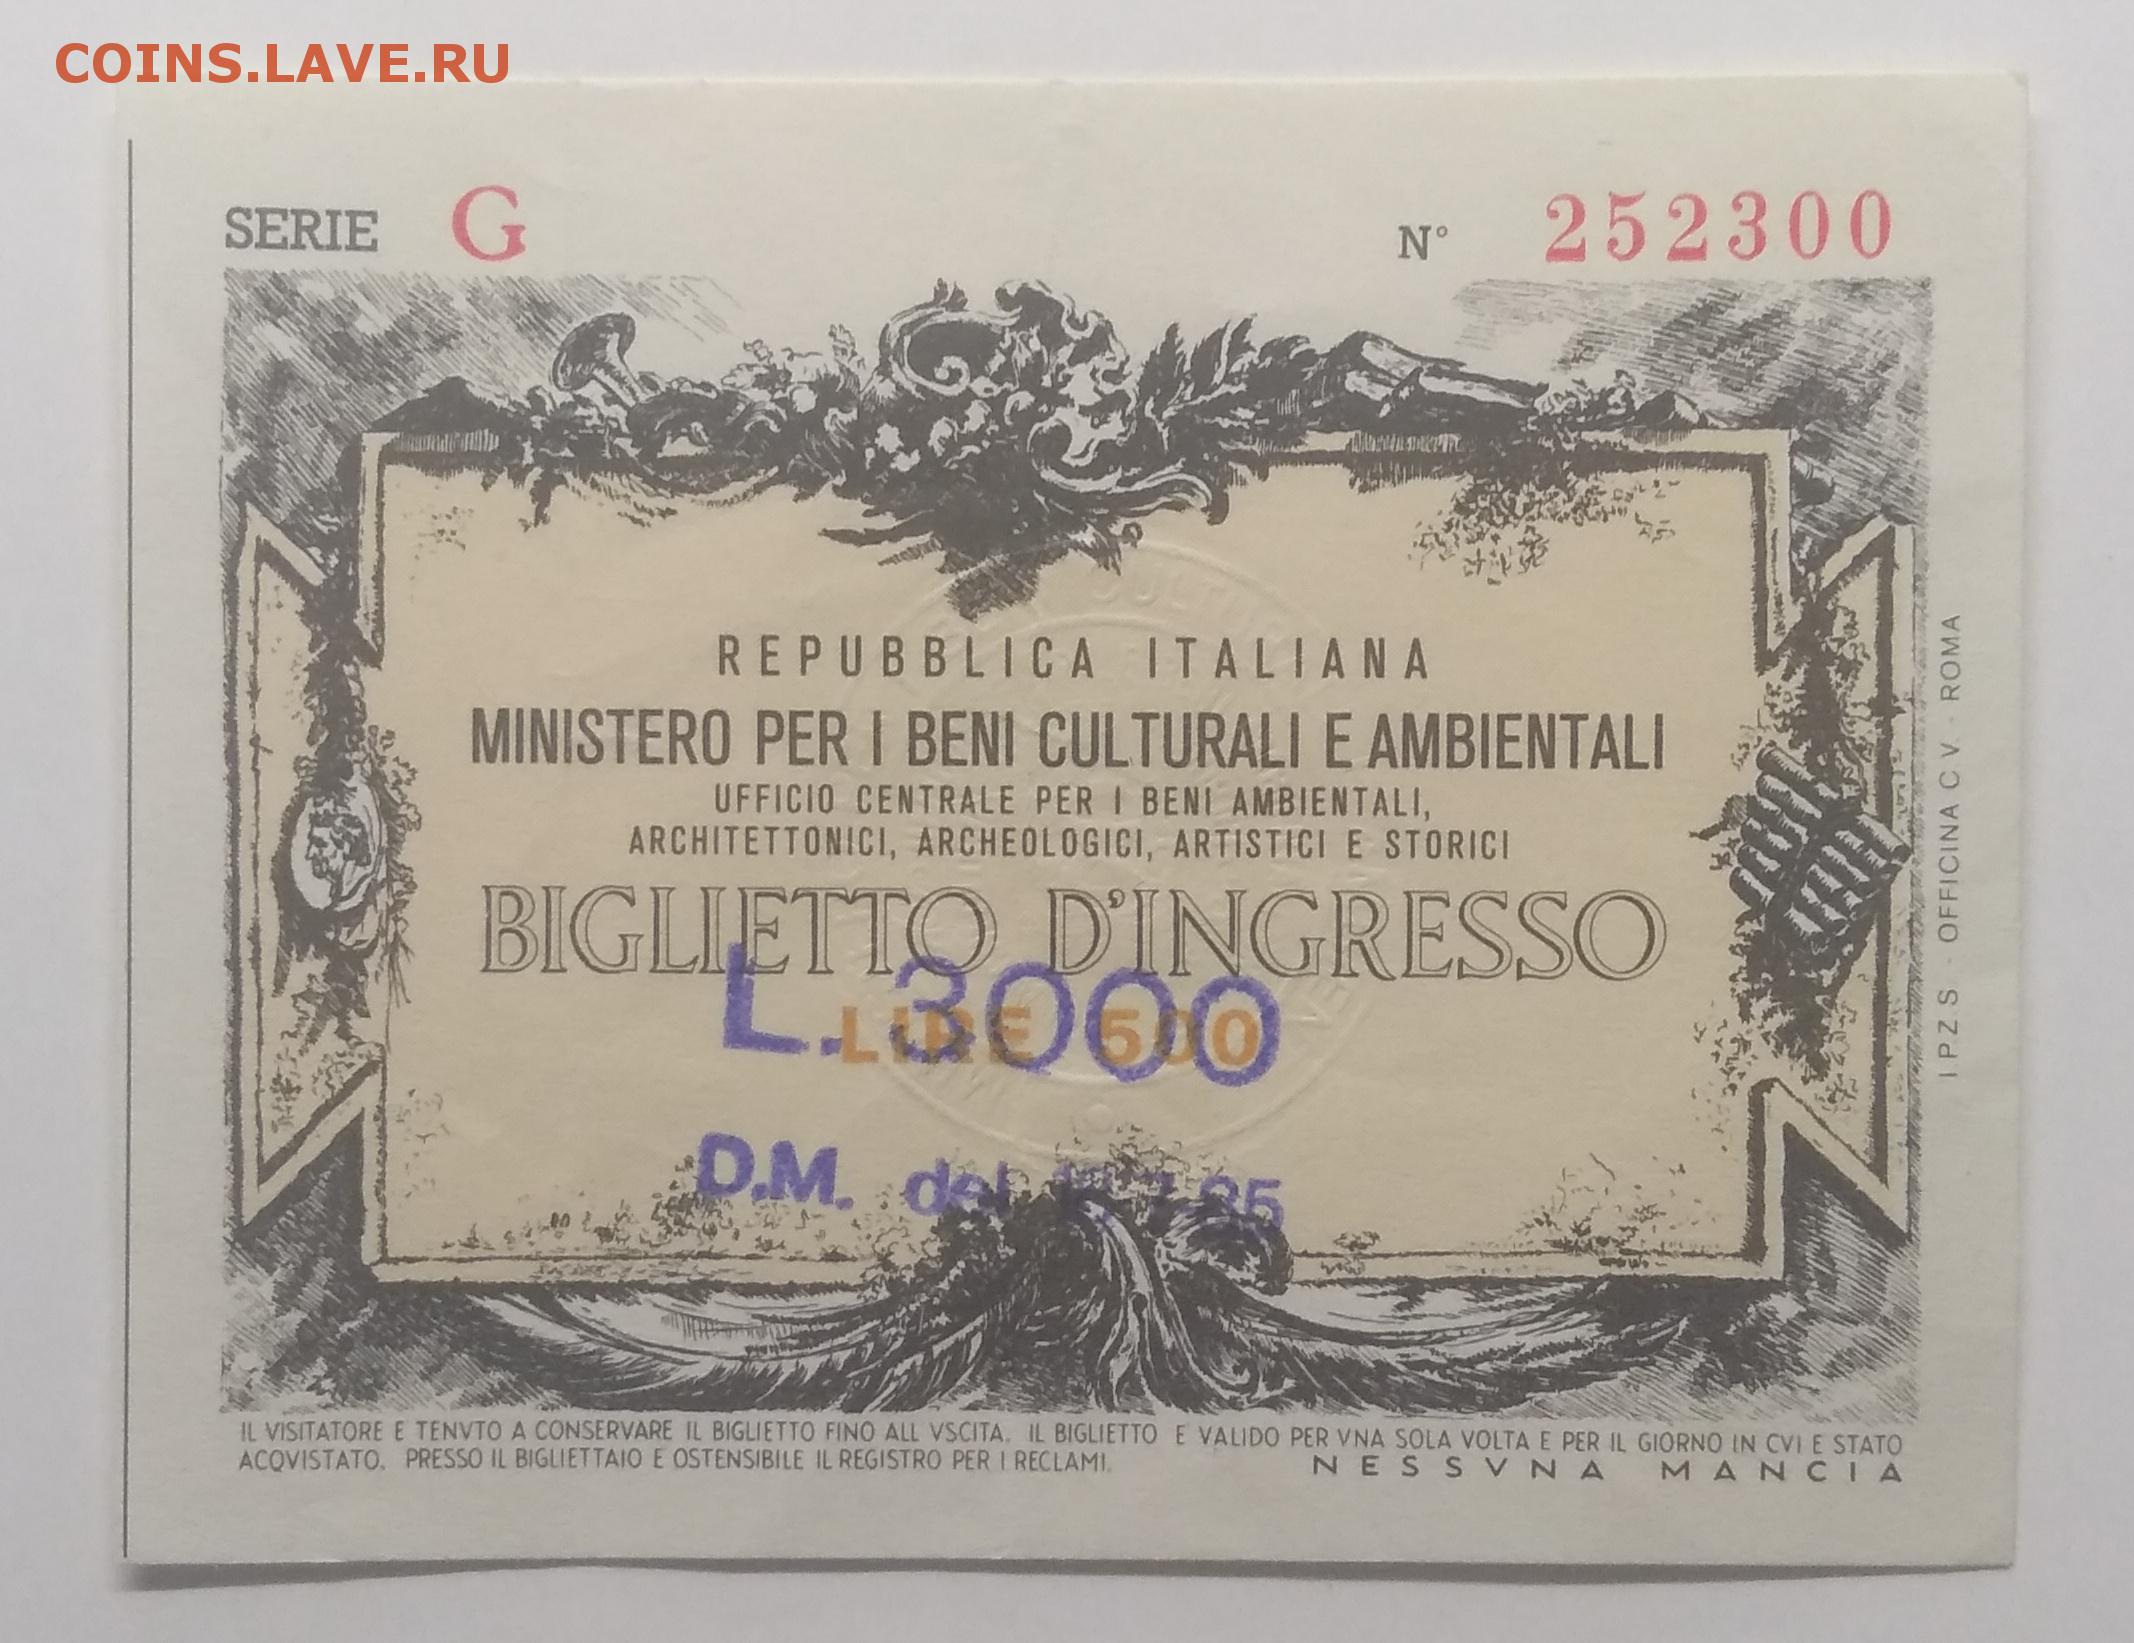 COINS.LAVE.RU
SERIE G N° 252300
REPUBBLICA ITALIANA
MINISTERO PER I BENI CULTURALI E AMBIENTALI
UFFICIO CENTRALE PER I BENI AMBIENTALI,
ARCHITETTONICI, ARCHEOLOGICI, ARTISTICI E STORICI
BIGLIETTO D'INGRESSO
L. 3000
LIRE 500
D.M. del
IL VISITATORE E TENVTO A CONSERVARE IL BIGLIETTO FINO ALL VSCITA. IL BIGLIETTO E VALIDO PER VNA SOLA VOLTA E PER IL GIORNO IN CVI E STATO
ACQVISTATO. PRESSO IL BIGLIETTAIO E OSTENSIBILE IL REGISTRO PER I RECLAMI.
NESSVNA MANCIA
I P.Z.S. - OFFICINA C V. - ROMA